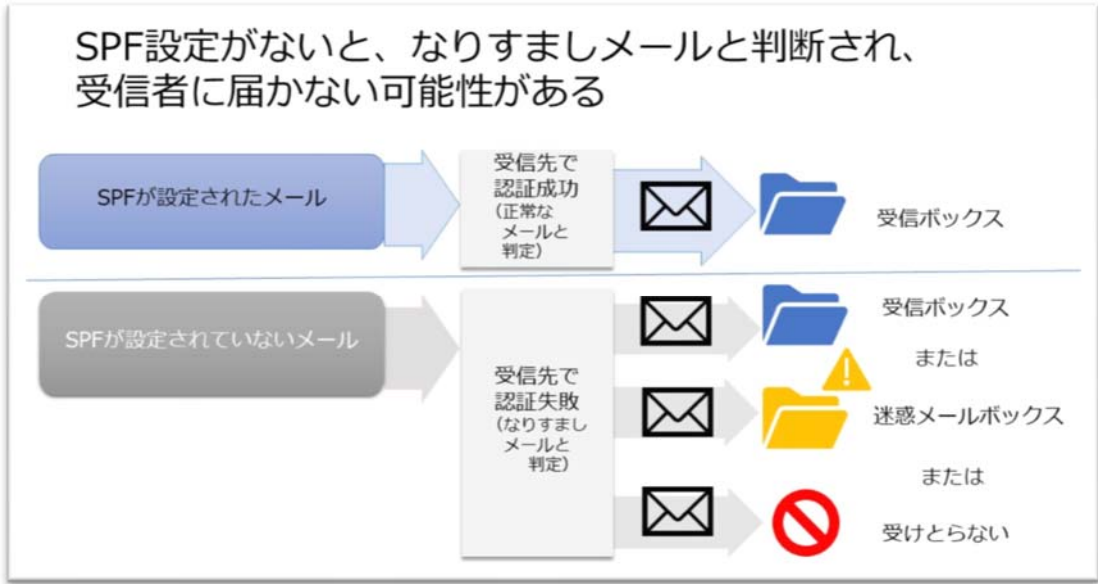 SPF設定がないと、なりすましメールと判断され、
受信者に届かない可能性がある
SPFが設定されたメール
受信先で
認証成功
(正常な
メールと
判定)
受信ボックス
SPFが設定されていないメール
受信先で
認証失敗
(なりすまし
メールと
判定)
受信ボックス
または
迷惑メールボックス
または
受けとらない